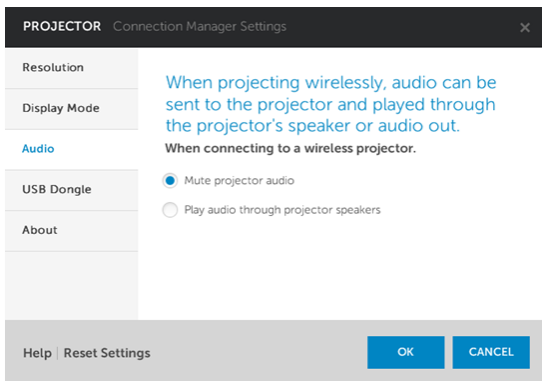 PROJECTOR Connection Manager Settings
Resolution
Display Mode
Audio
USB Dongle
About
When projecting wirelessly, audio can be
sent to the projector and played through
the projector's speaker or audio out.
When connecting to a wireless projector.
Mute projector audio
Play audio through projector speakers
Help | Reset Settings
OK
CANCEL